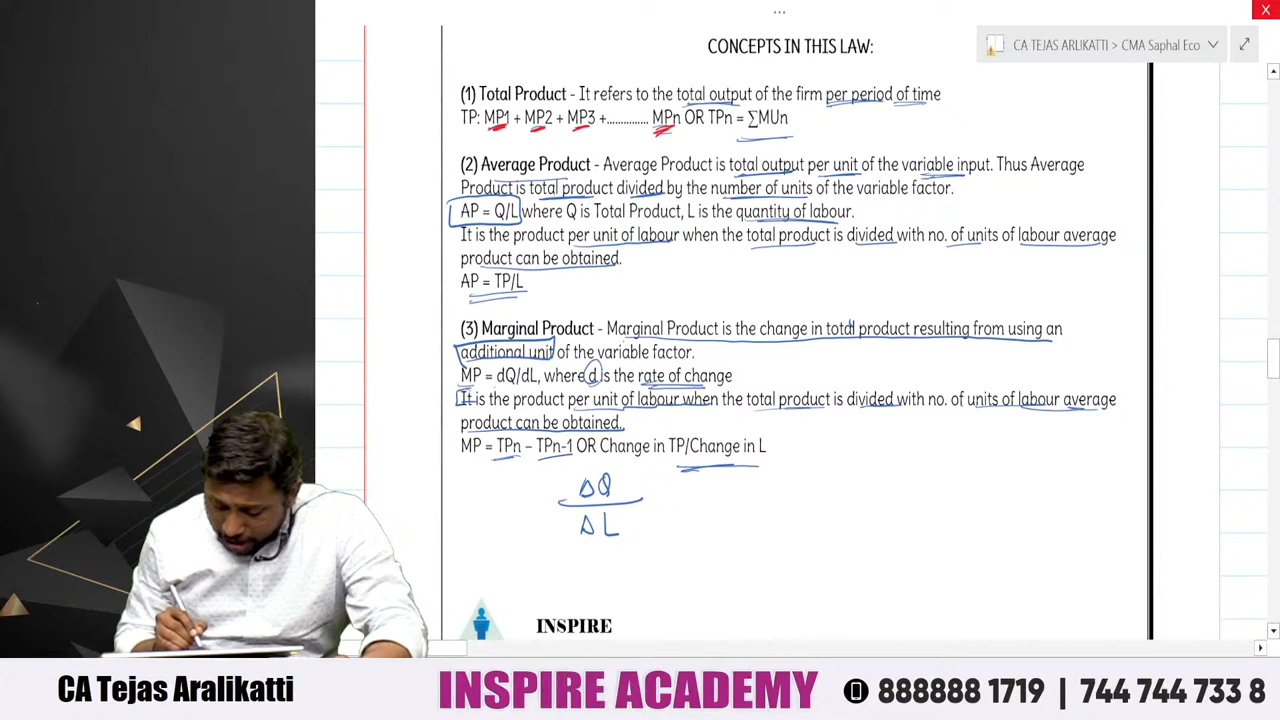 ...
CA TEJAS ARLIKATTI > CMA Saphal Eco
CONCEPTS IN THIS LAW:
(1) Total Product - It refers to the total output of the firm per period of time
TP: MP1 + MP2 + MP3 +............... MPn OR TPn = ∑MUn
(2) Average Product - Average Product is total output per unit of the variable input. Thus Average
Product is total product divided by the number of units of the variable factor.
AP = Q/L where Q is Total Product, L is the quantity of labour.
It is the product per unit of labour when the total product is divided with no. of units of labour average
product can be obtained.
AP = TP/L
(3) Marginal Product - Marginal Product is the change in total product resulting from using an
additional unit of the variable factor.
MP = dQ/dL, where d is the rate of change
It is the product per unit of labour when the total product is divided with no. of units of labour average
product can be obtained.
MP = TPn – TPn-1 OR Change in TP/Change in L
ΔQ
ΔL
INSPIRE
CA Tejas Aralikatti INSPIRE ACADEMY 888888 1719 | 744 744 733 8